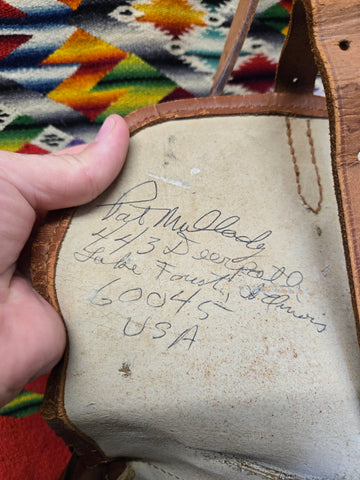 Pat Mullady
443 Deerpath
Lake Forest, Illinois
60045
USA